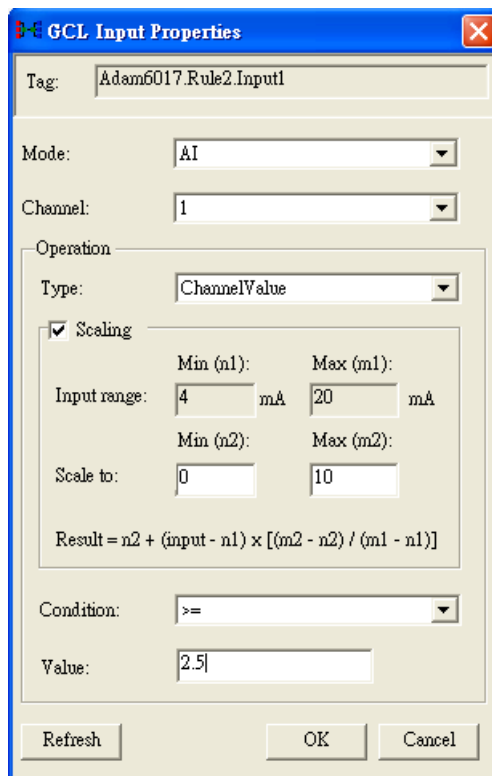 GCL Input Properties
Tag: Adam6017.Rule2.Input1
Mode: AI
Channel: 1
Operation
Type: ChannelValue
Scaling
Min (n1): Max (m1):
Input range: 4 mA 20 mA
Min (n2): Max (m2):
Scale to: 0 10
Result = n2 + (input - n1) x [(m2 - n2) / (m1 - n1)]
Condition: >=
Value: 2.5
Refresh OK Cancel